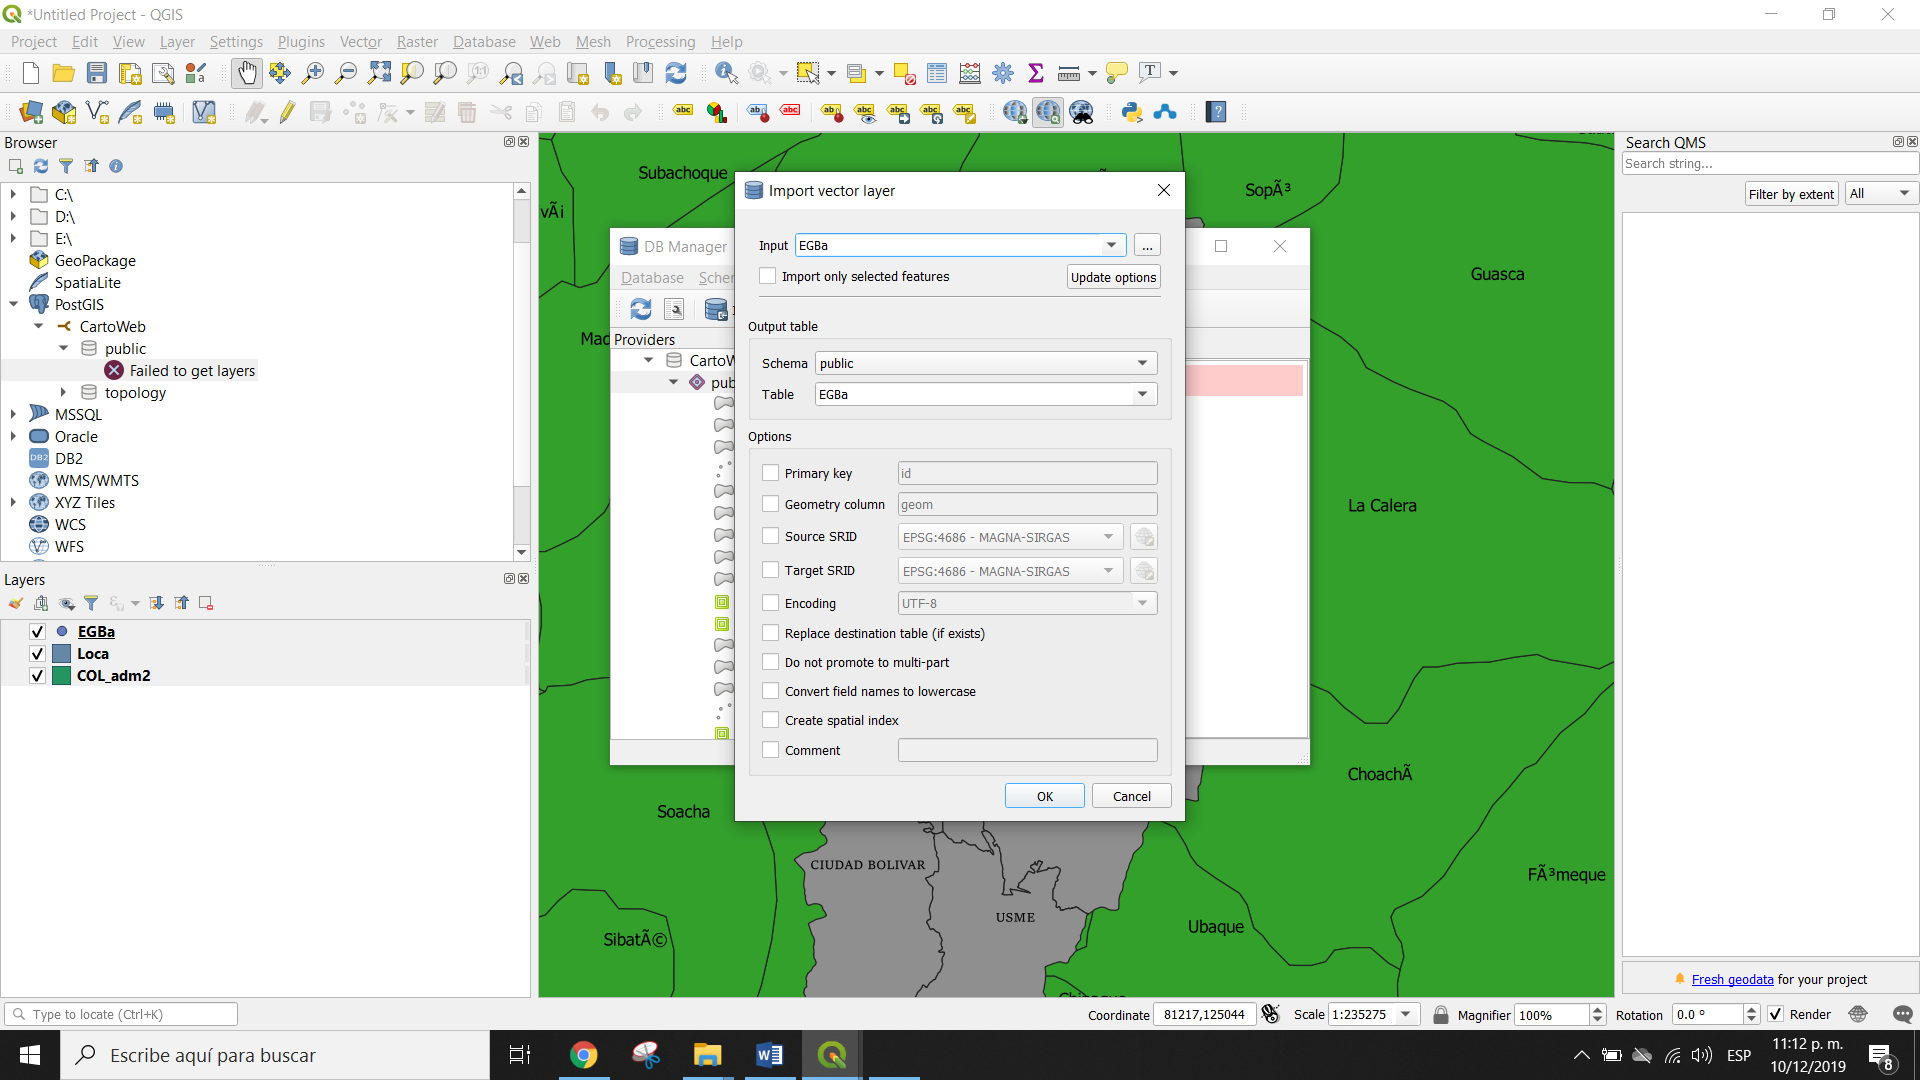 *Untitled Project - QGIS
Project Edit View Layer Settings Plugins Vector Raster Database Web Mesh Processing Help
Browser
C:\
D:\
E:\
GeoPackage
SpatiaLite
PostGIS
CartoWeb
public
Failed to get layers
topology
MSSQL
Oracle
DB2
WMS/WMTS
XYZ Tiles
WCS
WFS
Layers
EGBa
Loca
COL_adm2
Type to locate (Ctrl+K)
Subachoque
SopÃ³
vÃ­
Guasca
La Calera
ChoachÃ
FÃ³meque
Ubaque
Soacha
SibatÃ©
CIUDAD BOLIVAR
USME
Mad
DB Manager
Database Schem
Providers
CartoW
pub
Import vector layer
Input EGBa ...
Import only selected features Update options
Output table
Schema public
Table EGBa
Options
Primary key id
Geometry column geom
Source SRID EPSG:4686 - MAGNA-SIRGAS
Target SRID EPSG:4686 - MAGNA-SIRGAS
Encoding UTF-8
Replace destination table (if exists)
Do not promote to multi-part
Convert field names to lowercase
Create spatial index
Comment
OK Cancel
Search QMS
Search string...
Filter by extent All
Fresh geodata for your project
Coordinate 81217,125044 Scale 1:235275 Magnifier 100% Rotation 0.0 ° Render
Escribe aquí para buscar
ESP
11:12 p. m.
10/12/2019
8